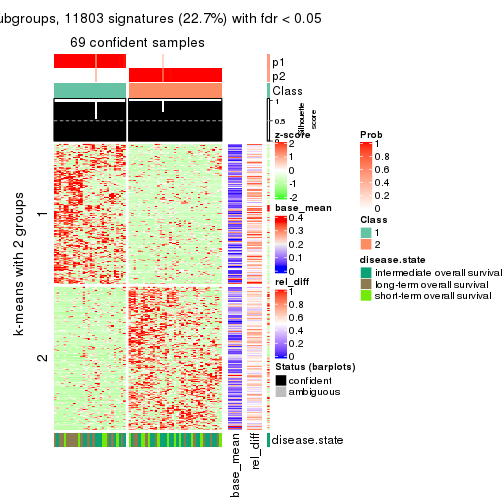 ubgroups, 11803 signatures (22.7%) with fdr < 0.05
69 confident samples
p1
p2
Class
1
0.5
0
Silhouette
score
k-means with 2 groups
1
2
z-score
2
1
0
-1
-2
base_mean
0.4
0.3
0.2
0.1
0
rel_diff
1
0.8
0.6
0.4
0.2
0
Status (barplots)
confident
ambiguous
Prob
1
0.8
0.6
0.4
0.2
0
Class
1
2
disease.state
intermediate overall survival
long-term overall survival
short-term overall survival
disease.state
base_mean
rel_diff